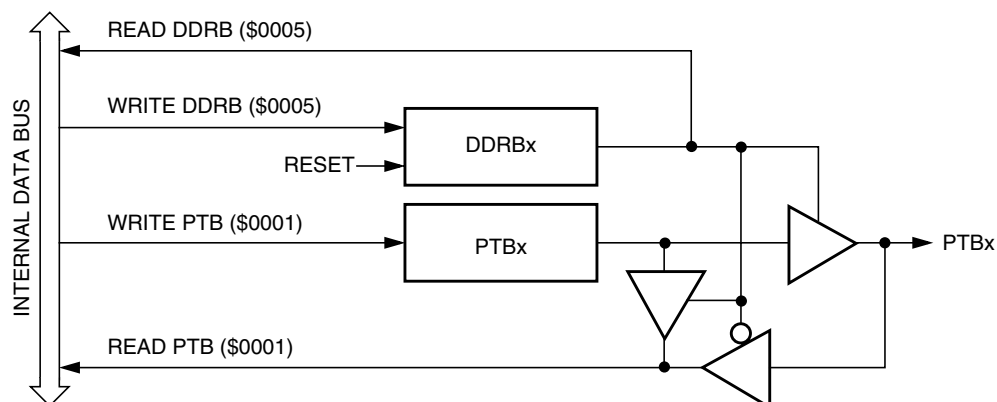 READ DDRB ($0005)
WRITE DDRB ($0005)
DDRBx
RESET
WRITE PTB ($0001)
PTBx
PTBx
READ PTB ($0001)
INTERNAL DATA BUS